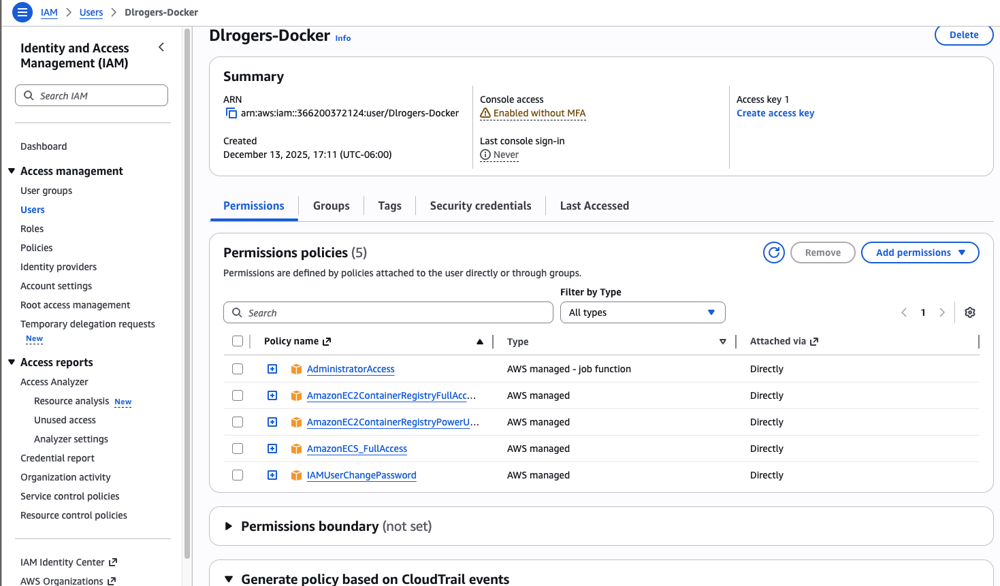 IAM > Users > Dlrogers-Docker
Identity and Access
Management (IAM)
Search IAM
Dashboard
Access management
User groups
Users
Roles
Policies
Identity providers
Account settings
Root access management
Temporary delegation requests
New
Access reports
Access Analyzer
Resource analysis New
Unused access
Analyzer settings
Credential report
Organization activity
Service control policies
Resource control policies
IAM Identity Center
AWS Organizations
Dlrogers-Docker Info
Delete
Summary
ARN
arn:aws:iam::366200372124:user/Dlrogers-Docker
Created
December 13, 2025, 17:11 (UTC-06:00)
Console access
Enabled without MFA
Last console sign-in
Never
Access key 1
Create access key
Permissions Groups Tags Security credentials Last Accessed
Permissions policies (5)
Remove
Add permissions
Permissions are defined by policies attached to the user directly or through groups.
Filter by Type
Search
All types
1
Policy name Type Attached via
AdministratorAccess AWS managed - job function Directly
AmazonEC2ContainerRegistryFullAcc... AWS managed Directly
AmazonEC2ContainerRegistryPowerU... AWS managed Directly
AmazonECS_FullAccess AWS managed Directly
IAMUserChangePassword AWS managed Directly
Permissions boundary (not set)
Generate policy based on CloudTrail events